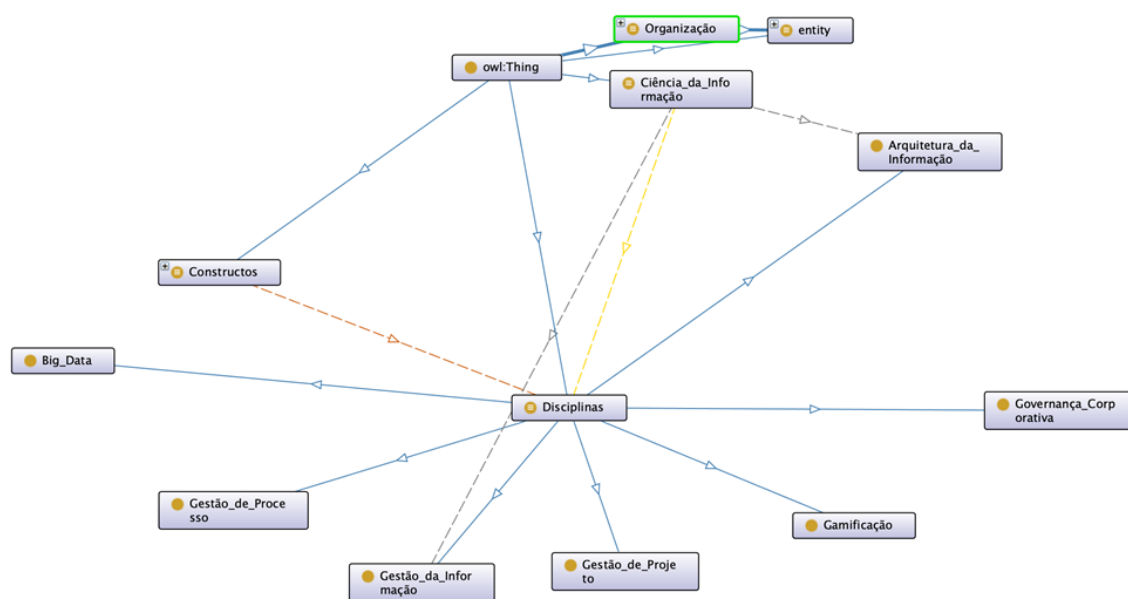 Organização
entity
owl:Thing
Ciência_da_Info
rmação
Arquitetura_da_
Informação
Constructos
Big_Data
Disciplinas
Governança_Corp
orativa
Gestão_de_Proce
sso
Gamificação
Gestão_da_Infor
mação
Gestão_de_Proje
to